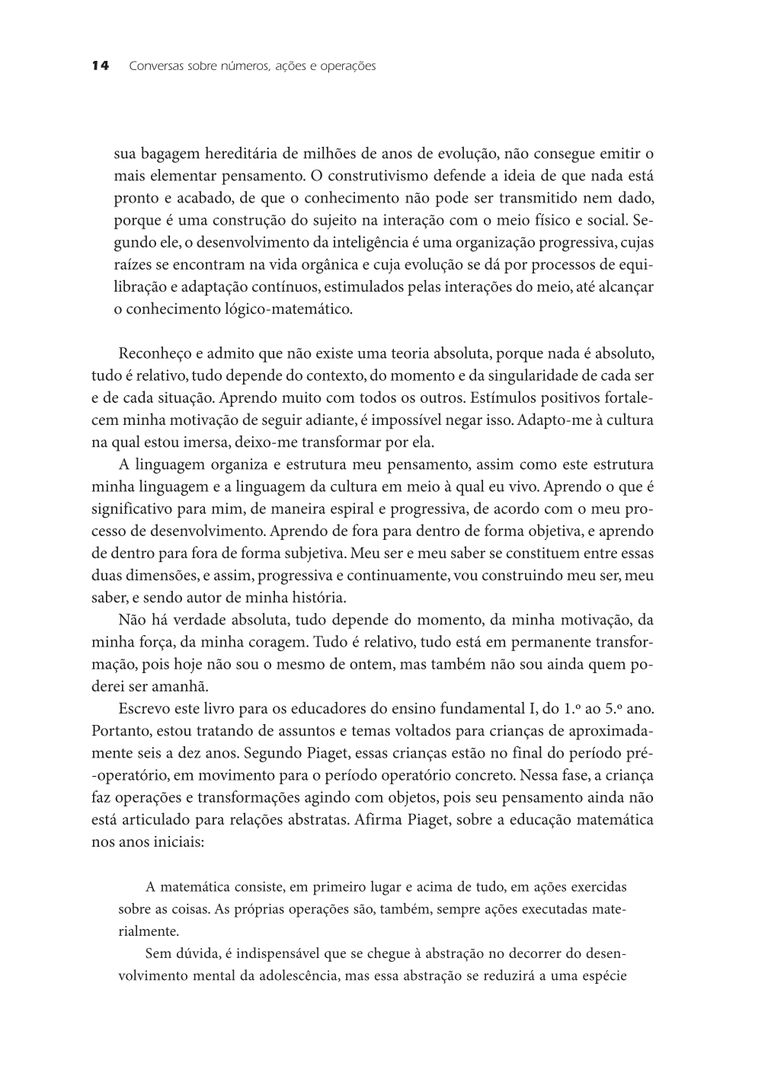 14 Conversas sobre números, ações e operações
sua bagagem hereditária de milhões de anos de evolução, não consegue emitir o
mais elementar pensamento. O construtivismo defende a ideia de que nada está
pronto e acabado, de que o conhecimento não pode ser transmitido nem dado,
porque é uma construção do sujeito na interação com o meio físico e social. Se-
gundo ele, o desenvolvimento da inteligência é uma organização progressiva, cujas
raízes se encontram na vida orgânica e cuja evolução se dá por processos de equi-
libração e adaptação contínuos, estimulados pelas interações do meio, até alcançar
o conhecimento lógico-matemático.
Reconheço e admito que não existe uma teoria absoluta, porque nada é absoluto,
tudo é relativo, tudo depende do contexto, do momento e da singularidade de cada ser
e de cada situação. Aprendo muito com todos os outros. Estímulos positivos fortale-
cem minha motivação de seguir adiante, é impossível negar isso. Adapto-me à cultura
na qual estou imersa, deixo-me transformar por ela.
A linguagem organiza e estrutura meu pensamento, assim como este estrutura
minha linguagem e a linguagem da cultura em meio à qual eu vivo. Aprendo o que é
significativo para mim, de maneira espiral e progressiva, de acordo com o meu pro-
cesso de desenvolvimento. Aprendo de fora para dentro de forma objetiva, e aprendo
de dentro para fora de forma subjetiva. Meu ser e meu saber se constituem entre essas
duas dimensões, e assim, progressiva e continuamente, vou construindo meu ser, meu
saber, e sendo autor de minha história.
Não há verdade absoluta, tudo depende do momento, da minha motivação, da
minha força, da minha coragem. Tudo é relativo, tudo está em permanente transfor-
mação, pois hoje não sou o mesmo de ontem, mas também não sou ainda quem po-
derei ser amanhã.
Escrevo este livro para os educadores do ensino fundamental I, do 1.º ao 5.º ano.
Portanto, estou tratando de assuntos e temas voltados para crianças de aproximada-
mente seis a dez anos. Segundo Piaget, essas crianças estão no final do período pré-
-operatório, em movimento para o período operatório concreto. Nessa fase, a criança
faz operações e transformações agindo com objetos, pois seu pensamento ainda não
está articulado para relações abstratas. Afirma Piaget, sobre a educação matemática
nos anos iniciais:
A matemática consiste, em primeiro lugar e acima de tudo, em ações exercidas
sobre as coisas. As próprias operações são, também, sempre ações executadas mate-
rialmente.
Sem dúvida, é indispensável que se chegue à abstração no decorrer do desen-
volvimento mental da adolescência, mas essa abstração se reduzirá a uma espécie